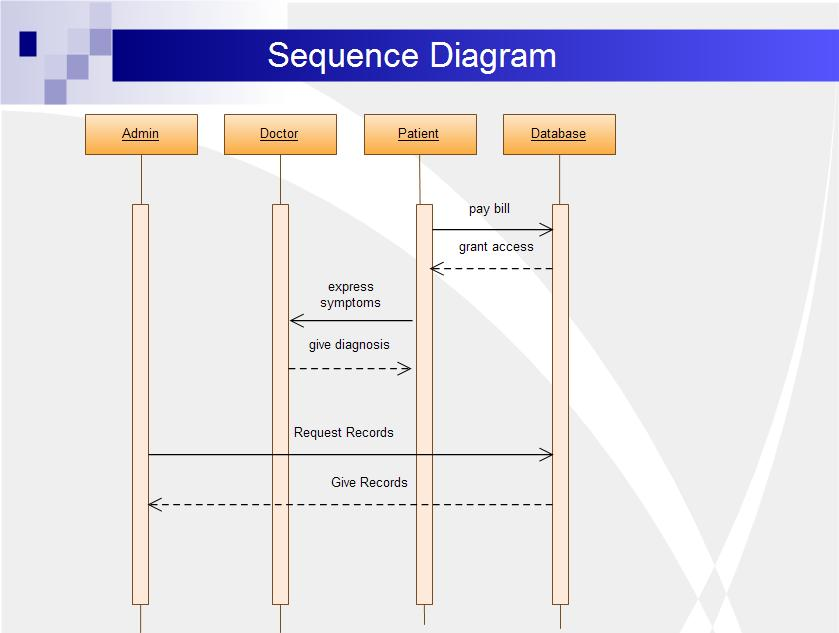 Sequence Diagram
Admin
Doctor
Patient
Database
pay bill
grant access
express
symptoms
give diagnosis
Request Records
Give Records